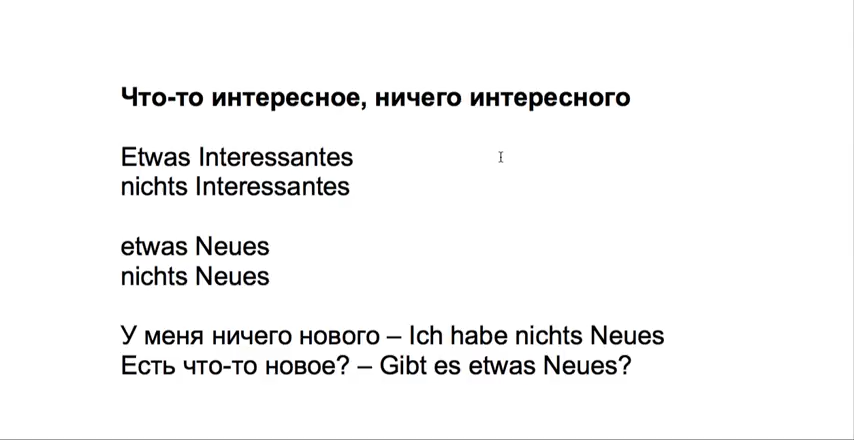 Что-то интересное, ничего интересного
Etwas Interessantes
nichts Interessantes
etwas Neues
nichts Neues
У меня ничего нового – Ich habe nichts Neues
Есть что-то новое? – Gibt es etwas Neues?